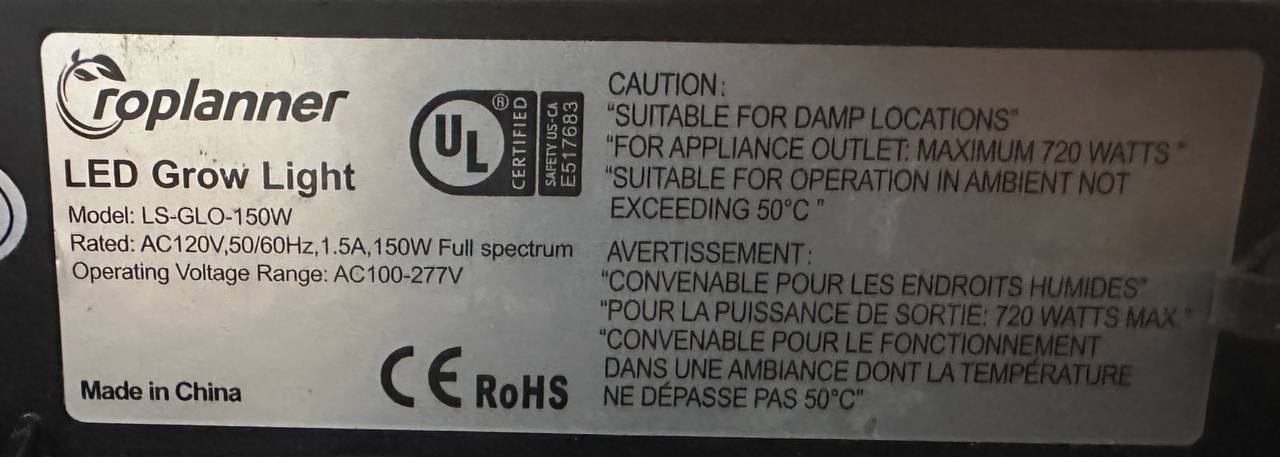 roplanner
LED Grow Light
Model: LS-GLO-150W
Rated: AC120V,50/60Hz,1.5A,150W Full spectrum
Operating Voltage Range: AC100-277V
Made in China
UL
®
CERTIFIED
SAFETY US-CA
E517683
CE RoHS
CAUTION:
"SUITABLE FOR DAMP LOCATIONS"
"FOR APPLIANCE OUTLET: MAXIMUM 720 WATTS "
"SUITABLE FOR OPERATION IN AMBIENT NOT
EXCEEDING 50°C "
AVERTISSEMENT:
"CONVENABLE POUR LES ENDROITS HUMIDES"
"POUR LA PUISSANCE DE SORTIE: 720 WATTS MAX "
"CONVENABLE POUR LE FONCTIONNEMENT
DANS UNE AMBIANCE DONT LA TEMPÉRATURE
NE DÉPASSE PAS 50°C"